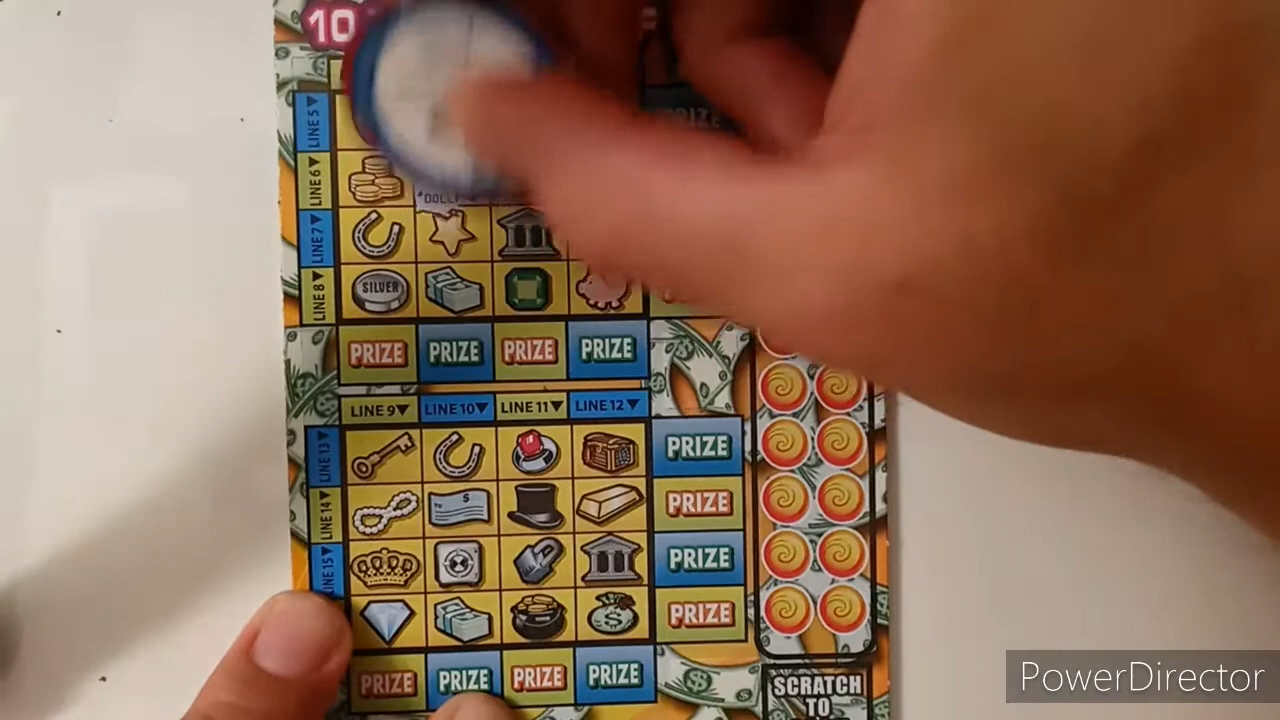 10
PRIZE
LINE 5
LINE 6
LINE 7
LINE 8
SILVER
PRIZE PRIZE PRIZE PRIZE
LINE 9 LINE 10 LINE 11 LINE 12
LINE 13 PRIZE
LINE 14 $ PRIZE
LINE 15 PRIZE
$ PRIZE
PRIZE PRIZE PRIZE PRIZE
SCRATCH
TO
PowerDirector